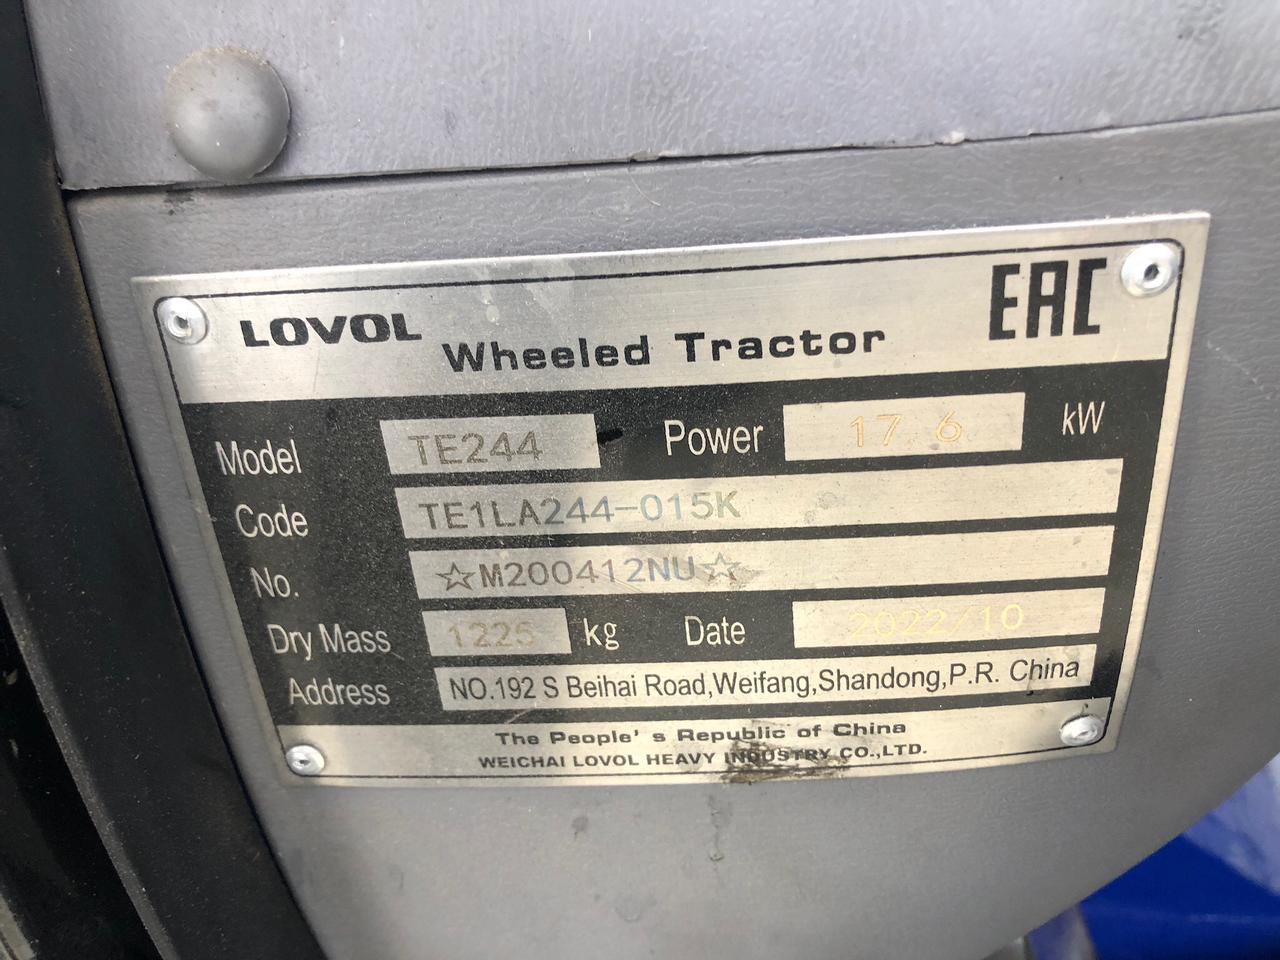 LOVOL
EAC
Wheeled Tractor
Model TE244 Power 17.6 kW
Code TE1LA244-015K
No. ☆M200412NU☆
Dry Mass 1225 kg Date 2022/10
Address NO.192 S Beihai Road,Weifang,Shandong,P.R. China
The People' s Republic of China
WEICHAI LOVOL HEAVY INDUSTRY CO.,LTD.